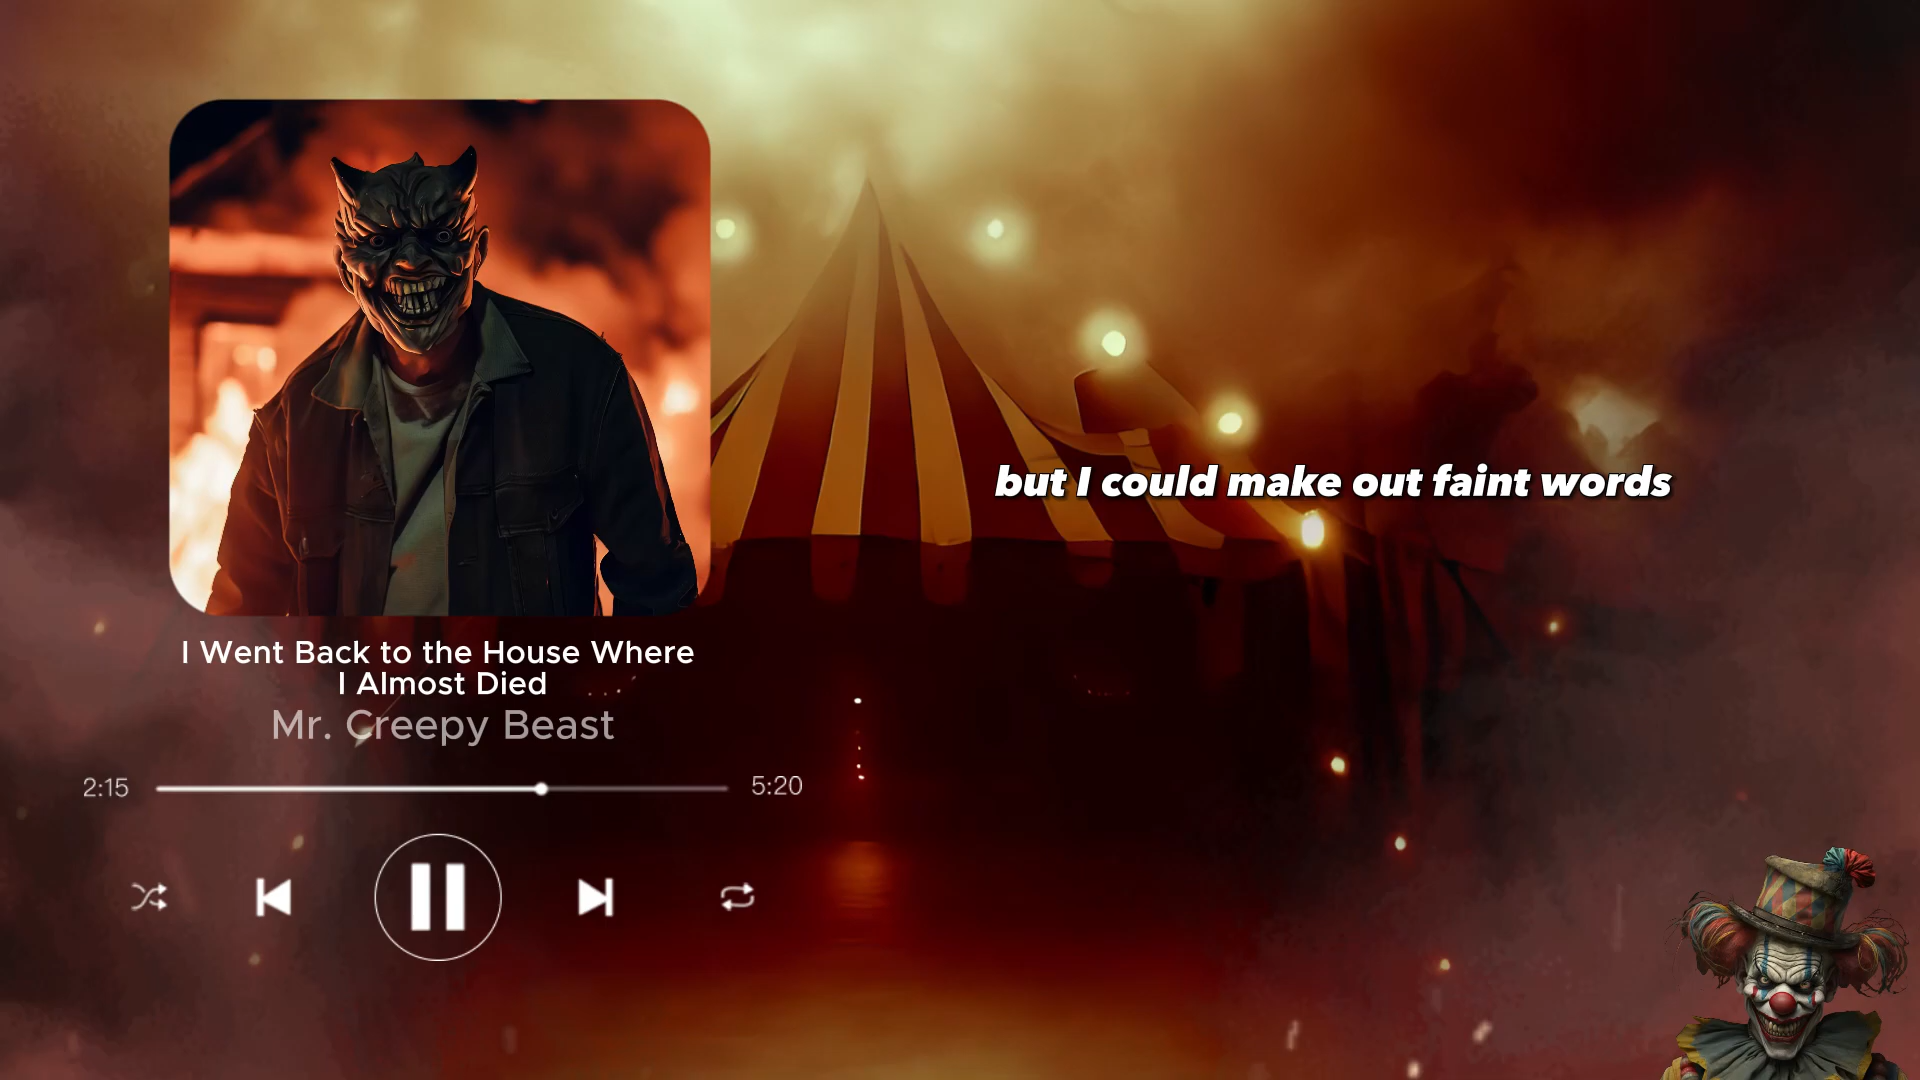 but I could make out faint words
I Went Back to the House Where
I Almost Died
Mr. Creepy Beast
2:15
5:20